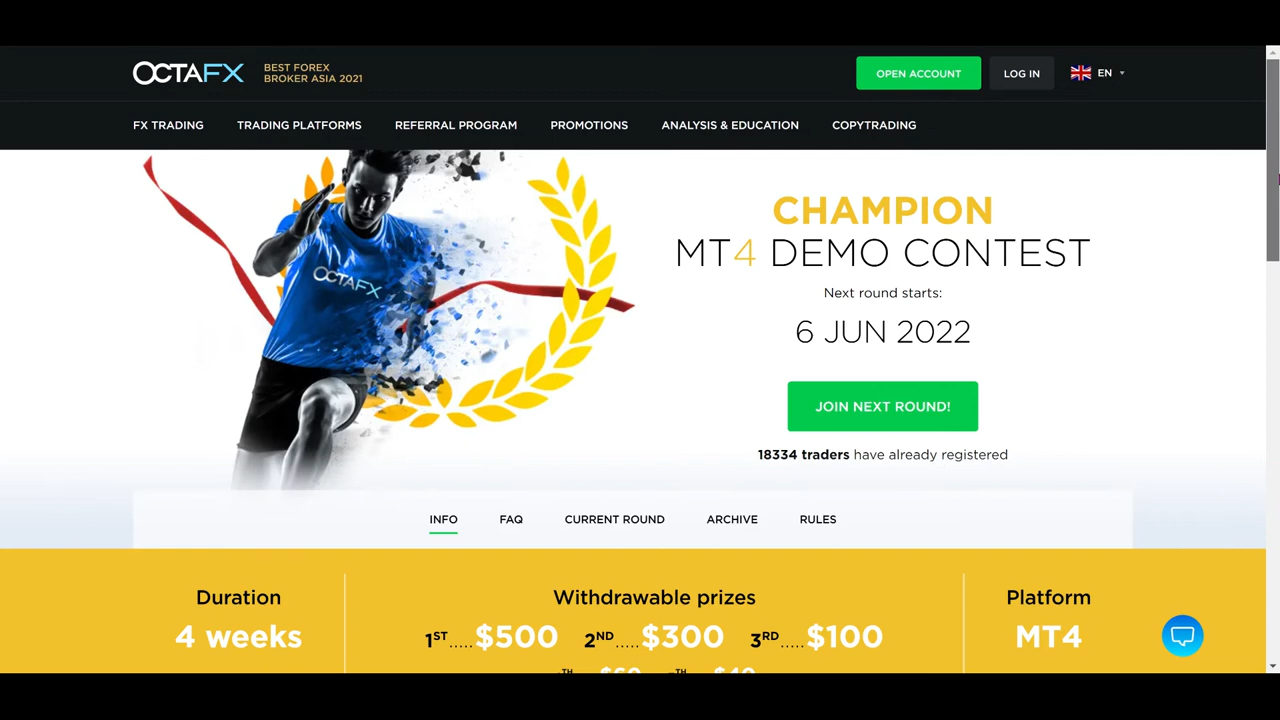 OCTAFX
BEST FOREX
BROKER ASIA 2021
OPEN ACCOUNT
LOG IN
EN
FX TRADING
TRADING PLATFORMS
REFERRAL PROGRAM
PROMOTIONS
ANALYSIS & EDUCATION
COPYTRADING
OCTAFX
CHAMPION
MT4 DEMO CONTEST
Next round starts:
6 JUN 2022
JOIN NEXT ROUND!
18334 traders have already registered
INFO
FAQ
CURRENT ROUND
ARCHIVE
RULES
Duration
4 weeks
Withdrawable prizes
1ST.....$500 2ND.....$300 3RD.....$100
Platform
MT4